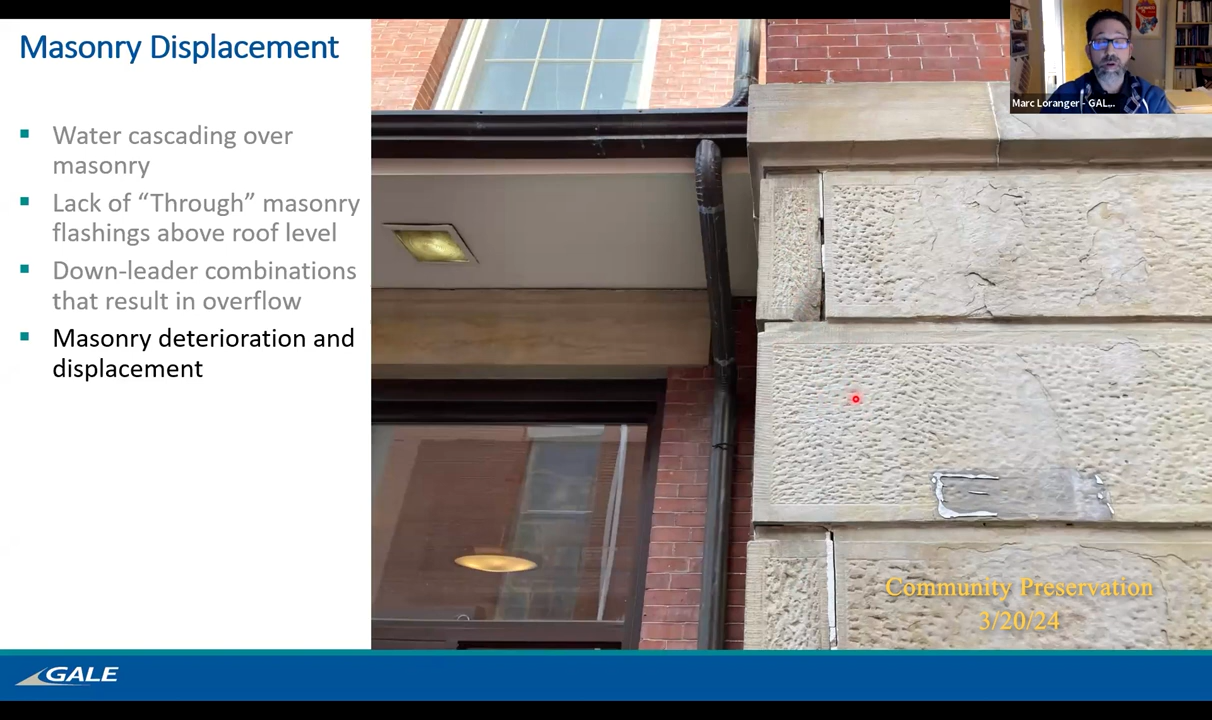 Masonry Displacement
Water cascading over
masonry
Lack of “Through” masonry
flashings above roof level
Down-leader combinations
that result in overflow
Masonry deterioration and
displacement
Marc Loranger - GAL...
Community Preservation
3/20/24
GALE